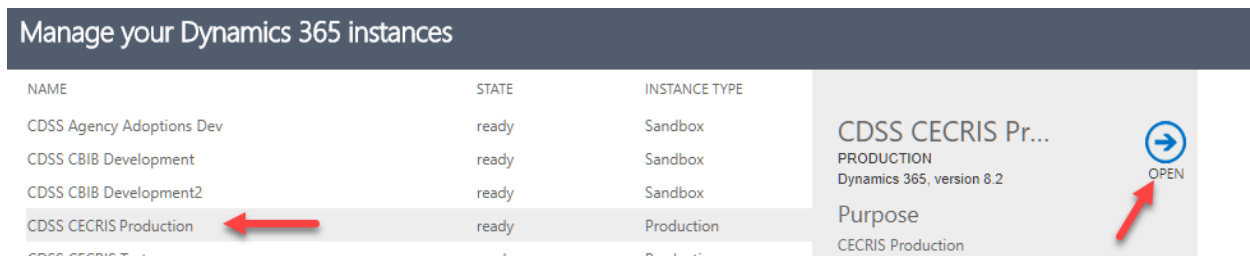 Manage your Dynamics 365 instances
NAME STATE INSTANCE TYPE
CDSS Agency Adoptions Dev ready Sandbox
CDSS CBIB Development ready Sandbox
CDSS CBIB Development2 ready Sandbox
CDSS CECRIS Production ready Production
CDSS CECRIS Pr...
PRODUCTION
Dynamics 365, version 8.2
OPEN
Purpose
CECRIS Production